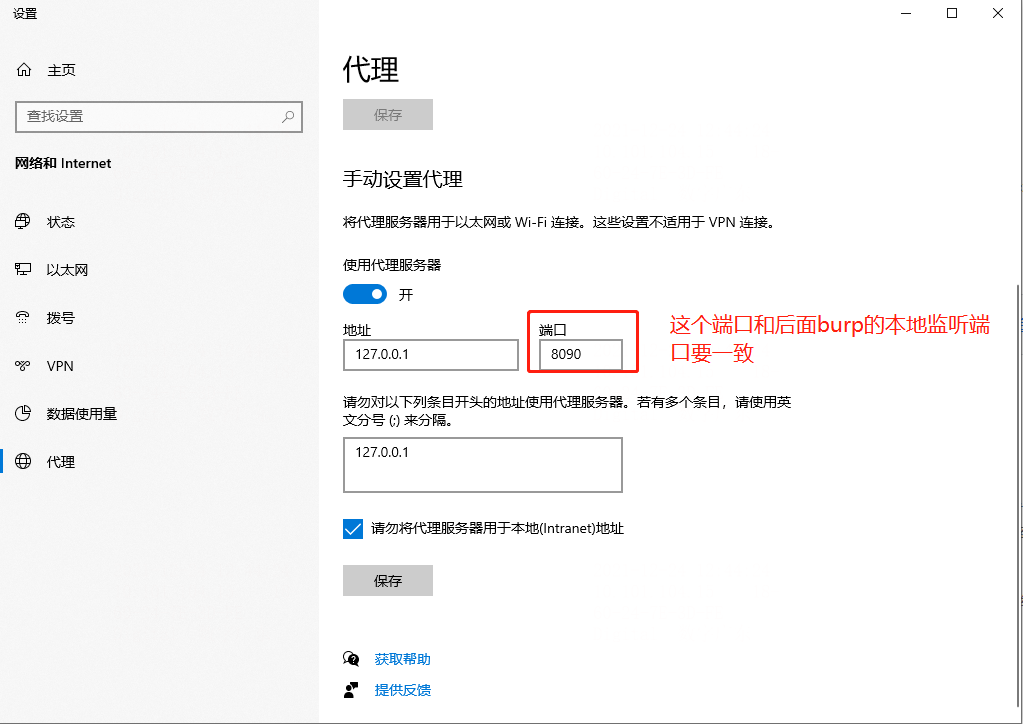 设置
主页
查找设置
网络和 Internet
状态
以太网
拨号
VPN
数据使用量
代理
代理
保存
手动设置代理
将代理服务器用于以太网或 Wi-Fi 连接。这些设置不适用于 VPN 连接。
使用代理服务器
开
地址
端口
127.0.0.1
8090
这个端口和后面burp的本地监听端
口要一致
请勿对以下列条目开头的地址使用代理服务器。若有多个条目，请使用英
文分号 (;) 来分隔。
127.0.0.1
请勿将代理服务器用于本地(Intranet)地址
保存
获取帮助
提供反馈